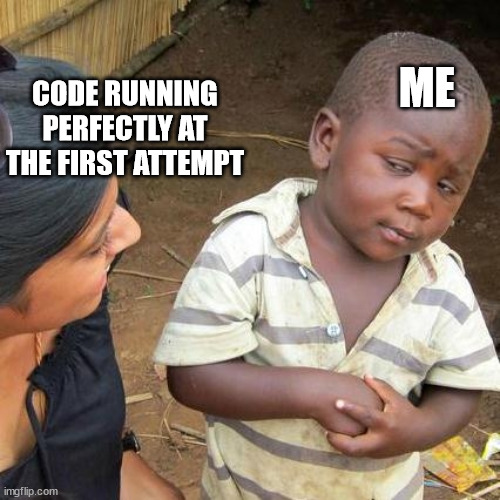 CODE RUNNING
PERFECTLY AT
THE FIRST ATTEMPT
ME
imgflip.com